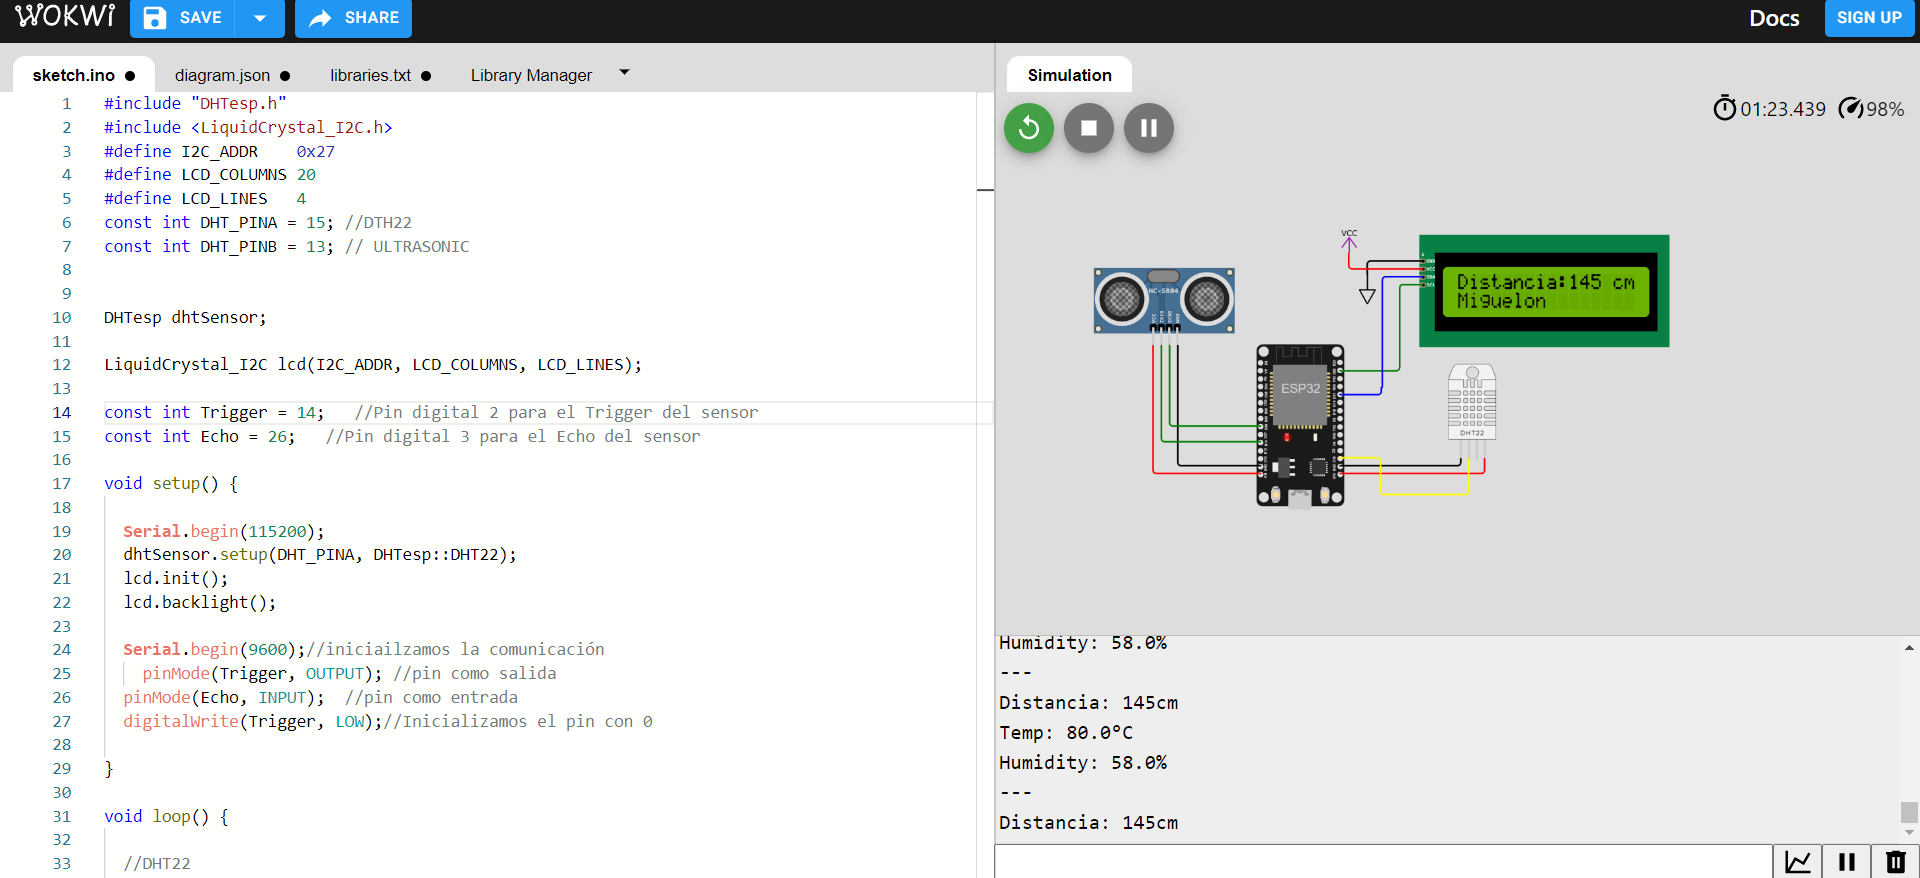 WOKWI
SAVE
SHARE
Docs
SIGN UP
sketch.ino
diagram.json
libraries.txt
Library Manager
1 #include "DHTesp.h"
2 #include <LiquidCrystal_I2C.h>
3 #define I2C_ADDR    0x27
4 #define LCD_COLUMNS 20
5 #define LCD_LINES   4
6 const int DHT_PINA = 15; //DTH22
7 const int DHT_PINB = 13; // ULTRASONIC
8
9
10 DHTesp dhtSensor;
11
12 LiquidCrystal_I2C lcd(I2C_ADDR, LCD_COLUMNS, LCD_LINES);
13
14 const int Trigger = 14;   //Pin digital 2 para el Trigger del sensor
15 const int Echo = 26;   //Pin digital 3 para el Echo del sensor
16
17 void setup() {
18
19   Serial.begin(115200);
20   dhtSensor.setup(DHT_PINA, DHTesp::DHT22);
21   lcd.init();
22   lcd.backlight();
23
24   Serial.begin(9600);//iniciailzamos la comunicación
25     pinMode(Trigger, OUTPUT); //pin como salida
26   pinMode(Echo, INPUT);  //pin como entrada
27   digitalWrite(Trigger, LOW);//Inicializamos el pin con 0
28
29 }
30
31 void loop() {
32
33   //DHT22
Simulation
01:23.439
98%
VCC
HC-SR04
Distancia:145 cm
Miguelon
ESP32
DHT22
Humidity: 58.0%
---
Distancia: 145cm
Temp: 80.0°C
Humidity: 58.0%
---
Distancia: 145cm